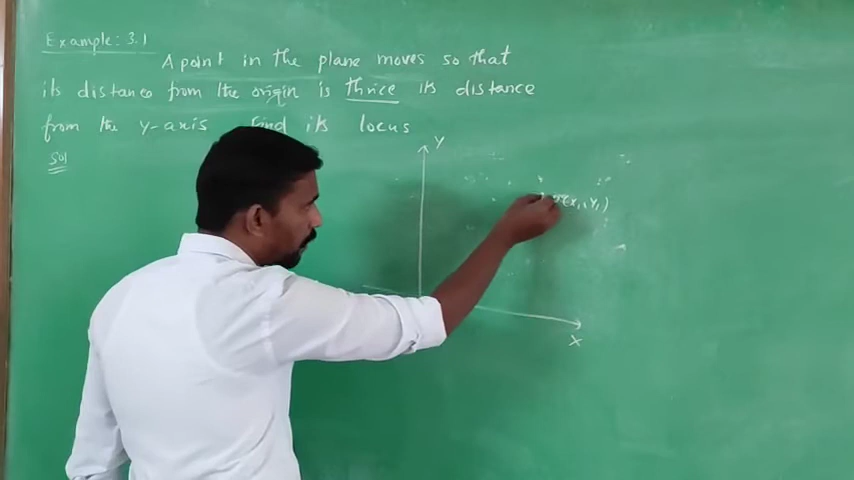 Example: 3.1
A point in the plane moves so that
its distance from the origin is thrice its distance
from the y-axis Find its locus
Sol
Y
(x₁, y₁)
X